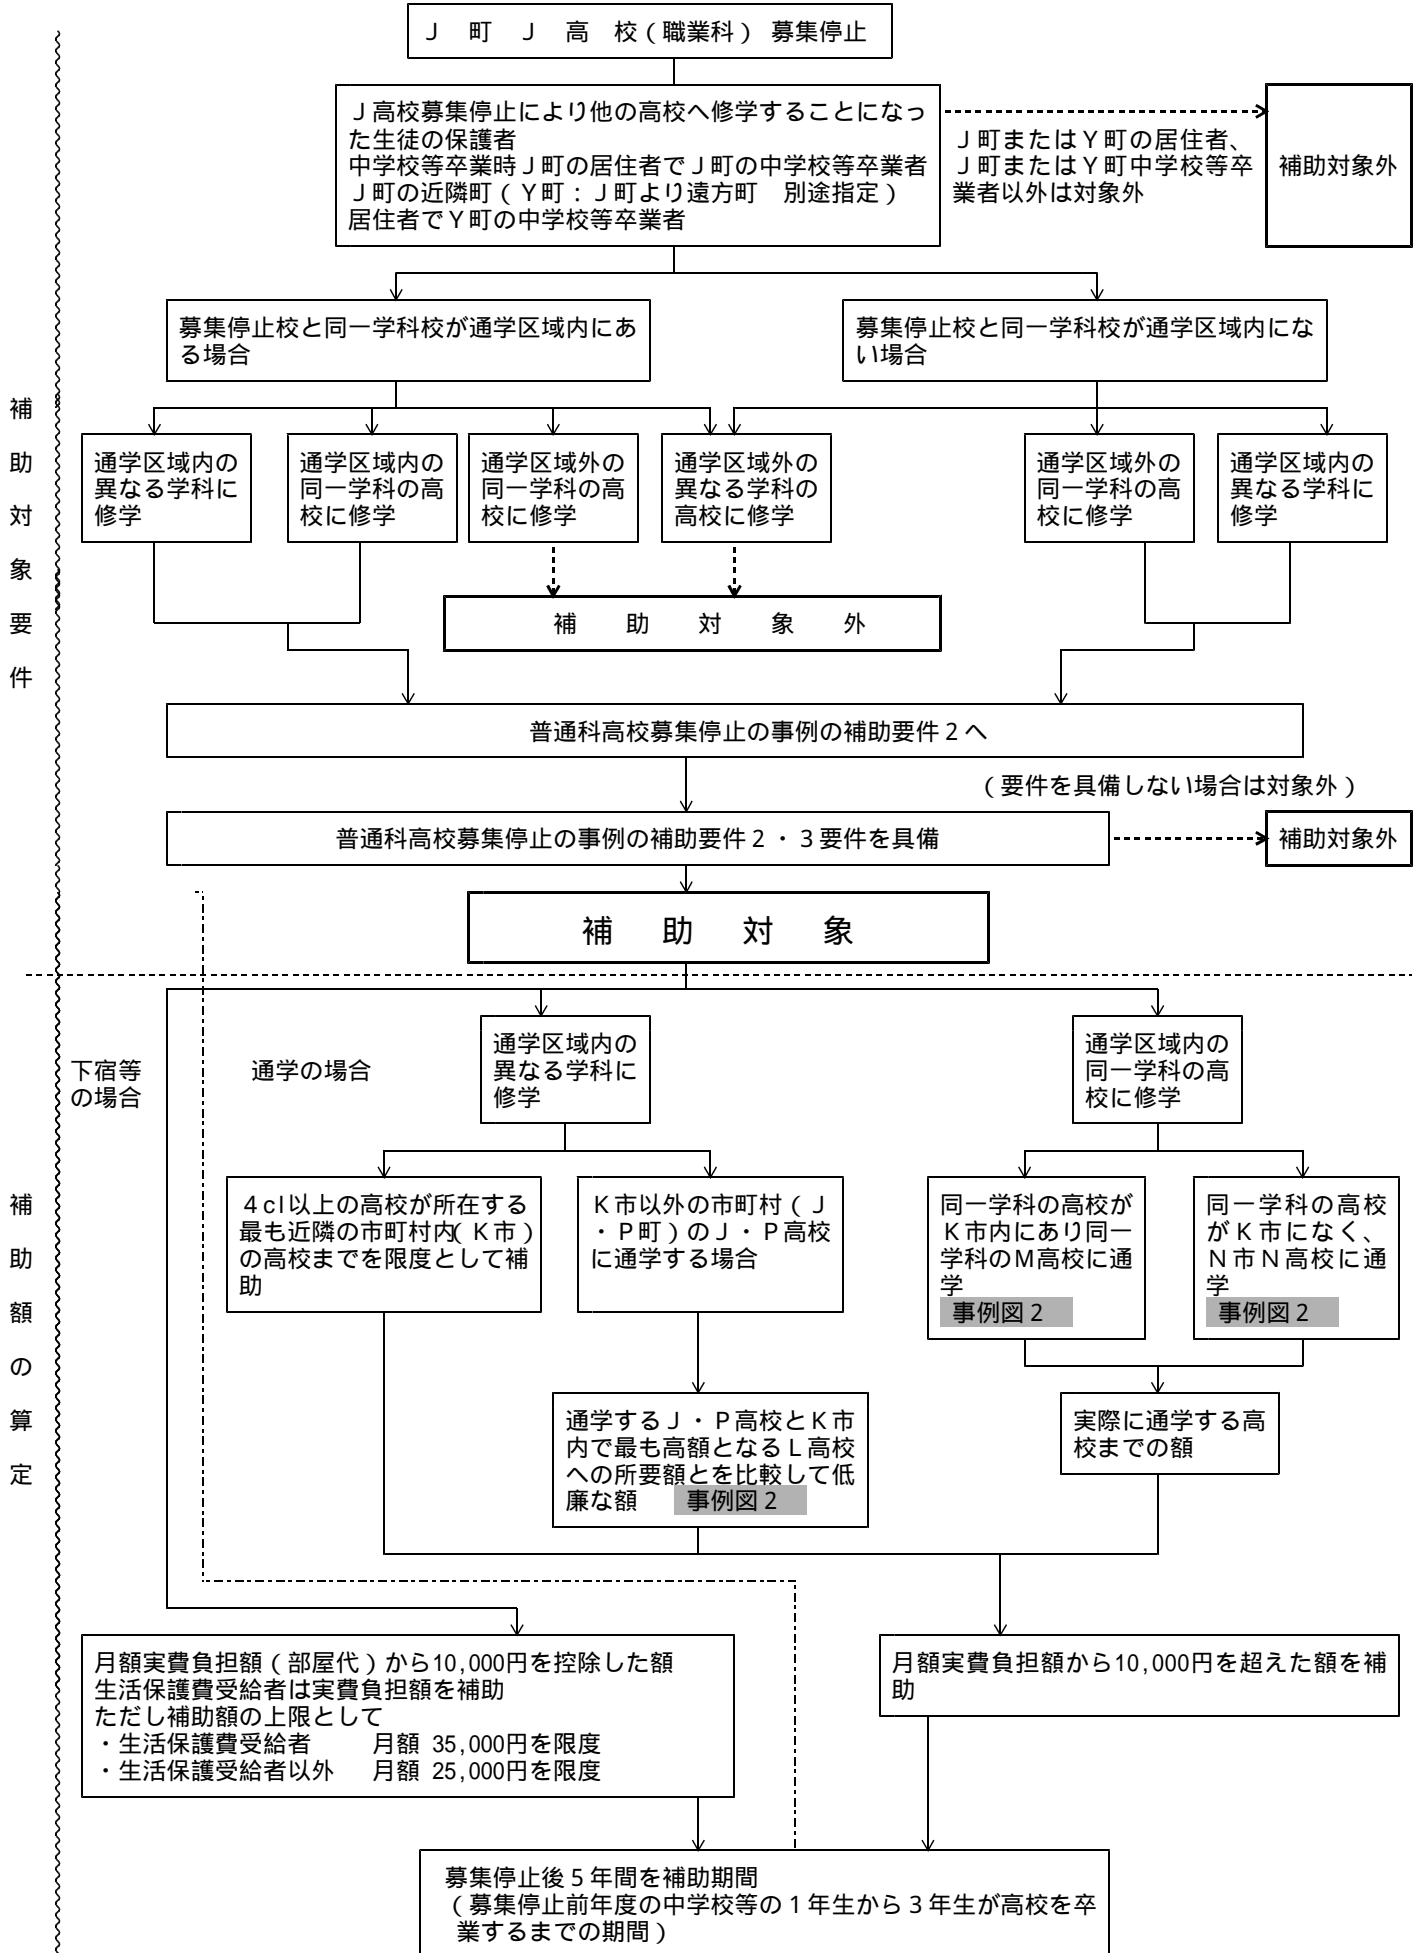 Ｊ　町　Ｊ　高　校（職業科） 募集停止
Ｊ高校募集停止により他の高校へ修学することになっ
た生徒の保護者
中学校等卒業時Ｊ町の居住者でＪ町の中学校等卒業者
Ｊ町の近隣町（Ｙ町：Ｊ町より遠方町　別途指定）
居住者でＹ町の中学校等卒業者
Ｊ町またはＹ町の居住者、
Ｊ町またはＹ町中学校等卒
業者以外は対象外
補助対象外
募集停止校と同一学科校が通学区域内にあ
る場合
募集停止校と同一学科校が通学区域内にな
い場合
補助対象要件
通学区域内の
異なる学科に
修学
通学区域内の
同一学科の高
校に修学
通学区域外の
同一学科の高
校に修学
通学区域外の
異なる学科の
高校に修学
通学区域外の
同一学科の高
校に修学
通学区域内の
異なる学科に
修学
補　助　対　象　外
普通科高校募集停止の事例の補助要件２へ
（要件を具備しない場合は対象外）
普通科高校募集停止の事例の補助要件２・３要件を具備
補助対象外
補　助　対　象
補助額の算定
下宿等
の場合
通学の場合
通学区域内の
異なる学科に
修学
通学区域内の
同一学科の高
校に修学
４cl以上の高校が所在する
最も近隣の市町村内（Ｋ市）
の高校までを限度として補
助
Ｋ市以外の市町村（Ｊ
・Ｐ町）のＪ・Ｐ高校
に通学する場合
同一学科の高校が
Ｋ市内にあり同一
学科のＭ高校に通
学
事例図２
同一学科の高校
がＫ市になく、
Ｎ市Ｎ高校に通
学
事例図２
通学するＪ・Ｐ高校とＫ市
内で最も高額となるＬ高校
への所要額とを比較して低
廉な額　事例図２
実際に通学する高
校までの額
月額実費負担額（部屋代）から10,000円を控除した額
生活保護費受給者は実費負担額を補助
ただし補助額の上限として
・生活保護費受給者　　月額 35,000円を限度
・生活保護受給者以外　月額 25,000円を限度
月額実費負担額から10,000円を超えた額を補
助
募集停止後５年間を補助期間
（募集停止前年度の中学校等の１年生から３年生が高校を卒
業するまでの期間）